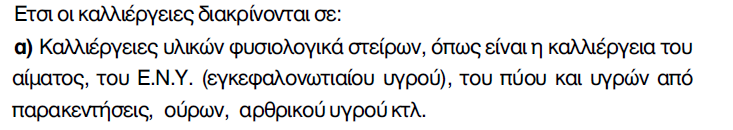 Ετσι οι καλλιέργειες διακρίνονται σε:
α) Καλλιέργειες υλικών φυσιολογικά στείρων, όπως είναι η καλλιέργεια του
αίματος, του Ε.Ν.Υ. (εγκεφαλονωτιαίου υγρού), του πύου και υγρών από
παρακεντήσεις, ούρων, αρθρικού υγρού κτλ.